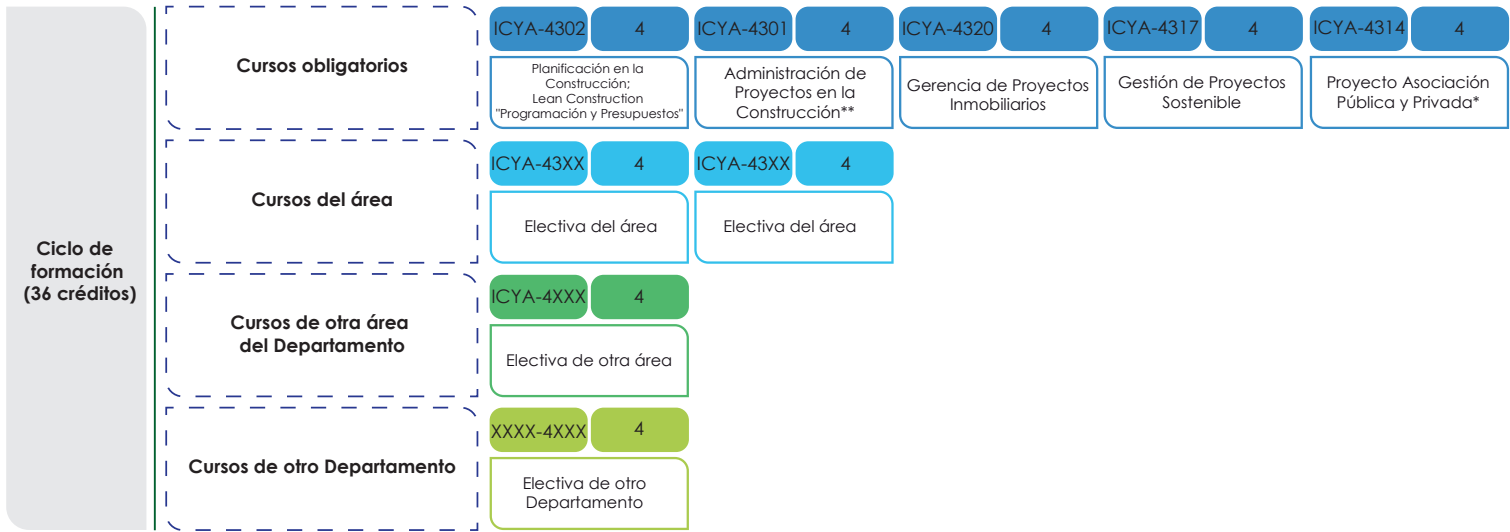 Ciclo de
formación
(36 créditos)
Cursos obligatorios
ICYA-4302 4 ICYA-4301 4 ICYA-4320 4 ICYA-4317 4 ICYA-4314 4
Planificación en la
Construcción;
Lean Construction
"Programación y Presupuestos"
Administración de
Proyectos en la
Construcción**
Gerencia de Proyectos
Inmobiliarios
Gestión de Proyectos
Sostenible
Proyecto Asociación
Pública y Privada*
Cursos del área
ICYA-43XX 4 ICYA-43XX 4
Electiva del área
Electiva del área
Cursos de otra área
del Departamento
ICYA-4XXX 4
Electiva de otra área
Cursos de otro Departamento
XXXX-4XXX 4
Electiva de otro
Departamento